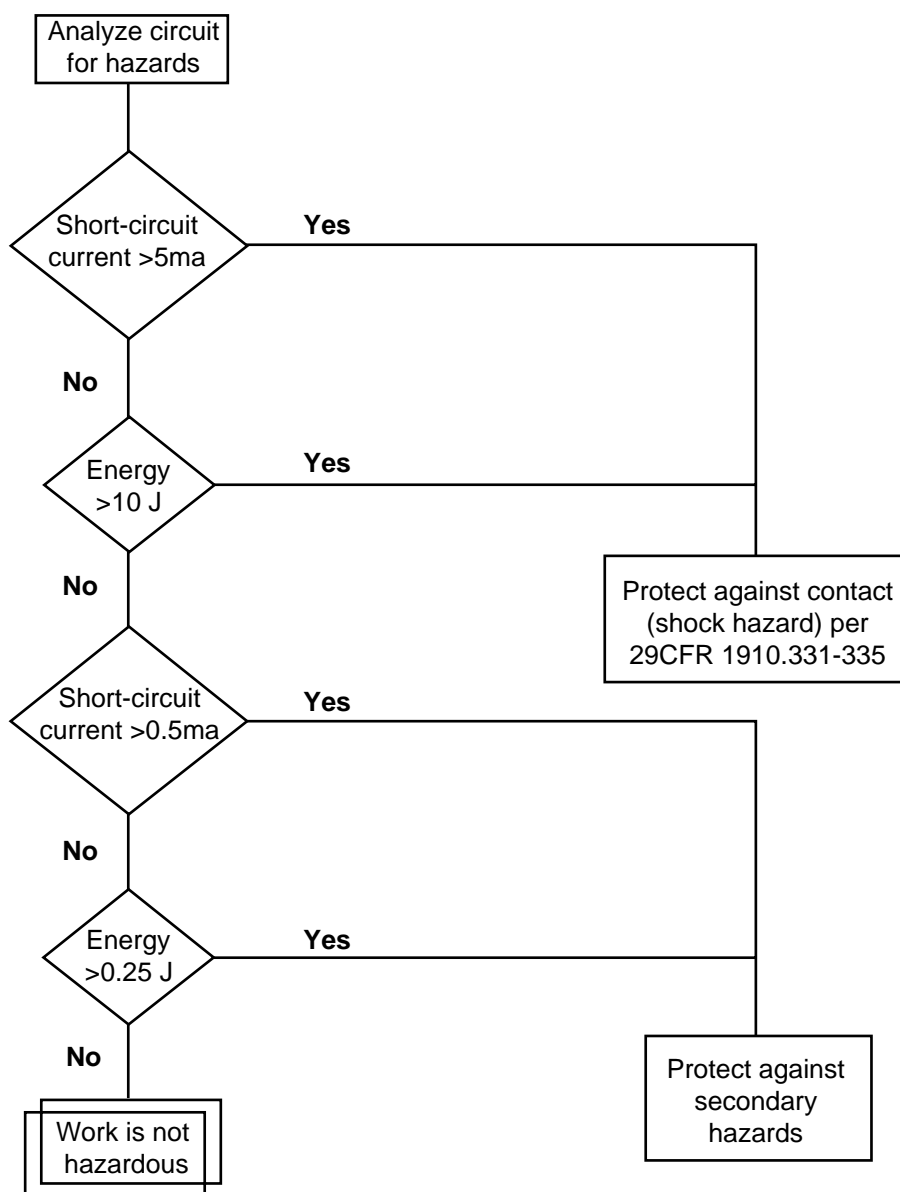 Analyze circuit
for hazards
Short-circuit
current >5ma
Yes
No
Energy
>10 J
Yes
No
Protect against contact
(shock hazard) per
29CFR 1910.331-335
Short-circuit
current >0.5ma
Yes
No
Energy
>0.25 J
Yes
No
Protect against
secondary
hazards
Work is not
hazardous